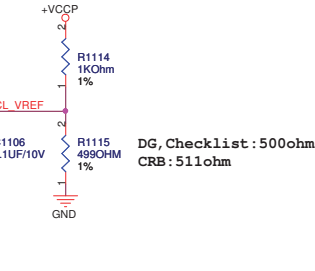 +VCCP
2
R1114
1KOhm
1%
1
CL_VREF
2
1106
R1115
.1UF/10V
499OHM
1%
1
GND
DG,Checklist:500ohm
CRB:511ohm